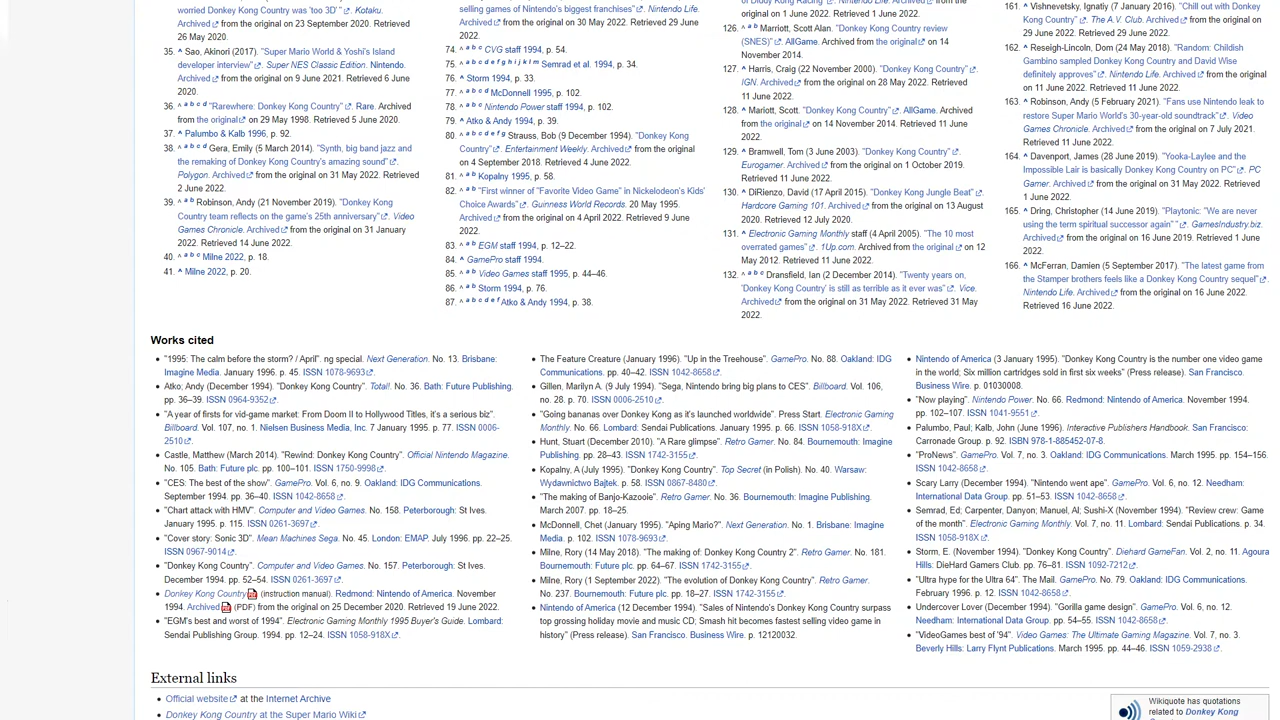 worried Donkey Kong Country was 'too 3D'". Kotaku.
Archived from the original on 23 September 2020. Retrieved
26 May 2020.
35. ^ Sao, Akinori (2017). "Super Mario World & Yoshi's Island
developer interview". Super NES Classic Edition. Nintendo.
Archived from the original on 9 June 2021. Retrieved 6 June
2020.
36. ^ a b c d "Rarewhere: Donkey Kong Country". Rare. Archived
from the original on 29 May 1998. Retrieved 5 June 2020.
37. ^ Palumbo & Kalb 1996, p. 92.
38. ^ a b c d Gera, Emily (5 March 2014). "Synth, big band jazz and
the remaking of Donkey Kong Country's amazing sound".
Polygon. Archived from the original on 31 May 2022. Retrieved
2 June 2022.
39. ^ a b Robinson, Andy (21 November 2019). "Donkey Kong
Country team reflects on the game's 25th anniversary". Video
Games Chronicle. Archived from the original on 31 January
2022. Retrieved 14 June 2022.
40. ^ a b c Milne 2022, p. 18.
41. ^ Milne 2022, p. 20.
selling games of Nintendo's biggest franchises". Nintendo Life.
Archived from the original on 30 May 2022. Retrieved 29 June
2022.
74. ^ a b c CVG staff 1994, p. 54.
75. ^ a b c d e f g h i j k l m Semrad et al. 1994, p. 34.
76. ^ Storm 1994, p. 33.
77. ^ a b c d McDonnell 1995, p. 102.
78. ^ a b c Nintendo Power staff 1994, p. 102.
79. ^ Atko & Andy 1994, p. 39.
80. ^ a b c d e f g Strauss, Bob (9 December 1994). "Donkey Kong
Country". Entertainment Weekly. Archived from the original
on 4 September 2018. Retrieved 4 June 2022.
81. ^ a b Kopalny 1995, p. 58.
82. ^ a b "First winner of "Favorite Video Game" in Nickelodeon's Kids'
Choice Awards". Guinness World Records. 20 May 1995.
Archived from the original on 4 April 2022. Retrieved 9 June
2022.
83. ^ a b EGM staff 1994, p. 12–22.
84. ^ GamePro staff 1994.
85. ^ a b Video Games staff 1995, p. 44–46.
86. ^ a b Storm 1994, p. 76.
87. ^ a b c d e f Atko & Andy 1994, p. 38.
of Diddy Kong Racing". Nintendo Life. Archived from the
original on 1 June 2022. Retrieved 1 June 2022.
126. ^ a b Marriott, Scott Alan. "Donkey Kong Country review
(SNES)". AllGame. Archived from the original on 14
November 2014.
127. ^ Harris, Craig (22 November 2000). "Donkey Kong Country".
IGN. Archived from the original on 28 May 2022. Retrieved
11 June 2022.
128. ^ Mariott, Scott. "Donkey Kong Country". AllGame. Archived
from the original on 14 November 2014. Retrieved 11 June
2022.
129. ^ Bramwell, Tom (3 June 2003). "Donkey Kong Country".
Eurogamer. Archived from the original on 1 October 2019.
Retrieved 11 June 2022.
130. ^ DiRienzo, David (17 April 2015). "Donkey Kong Jungle Beat".
Hardcore Gaming 101. Archived from the original on 13 August
2020. Retrieved 12 July 2020.
131. ^ Electronic Gaming Monthly staff (4 April 2005). "The 10 most
overrated games". 1Up.com. Archived from the original on 12
May 2012. Retrieved 11 June 2022.
132. ^ a b c Dransfield, Ian (2 December 2014). "Twenty years on,
'Donkey Kong Country' is still as terrible as it ever was". Vice.
Archived from the original on 31 May 2022. Retrieved 31 May
2022.
161. ^ Vishnevetsky, Ignatiy (7 August 2016). "Chill out with Donkey
Kong Country". The A.V. Club. Archived from the original on
29 June 2022. Retrieved 29 June 2022.
162. ^ Reseigh-Lincoln, Dom (24 May 2018). "Random: Childish
Gambino sampled Donkey Kong Country and David Wise
definitely approves". Nintendo Life. Archived from the original
on 11 June 2022. Retrieved 11 June 2022.
163. ^ Robinson, Andy (5 February 2021). "Fans use Nintendo leak to
restore Super Mario World's 30-year-old soundtrack". Video
Games Chronicle. Archived from the original on 7 July 2021.
Retrieved 11 June 2022.
164. ^ Davenport, James (28 June 2019). "Yooka-Laylee and the
Impossible Lair is basically Donkey Kong Country on PC". PC
Gamer. Archived from the original on 31 May 2022. Retrieved
1 June 2022.
165. ^ Dring, Christopher (14 June 2019). "Playtonic: "We are never
using the term spiritual successor again" ". GamesIndustry.biz.
Archived from the original on 16 June 2019. Retrieved 1 June
2022.
166. ^ McFerran, Damien (5 September 2017). "The latest game from
the Stamper brothers feels like a Donkey Kong Country sequel".
Nintendo Life. Archived from the original on 16 June 2022.
Retrieved 16 June 2022.
Works cited
• "1995: The calm before the storm? / April". ng special. Next Generation. No. 13. Brisbane:
Imagine Media. January 1996. p. 45. ISSN 1078-9693.
• Atko; Andy (December 1994). "Donkey Kong Country". Total!. No. 36. Bath: Future Publishing.
pp. 36–39. ISSN 0964-9352.
• "A year of firsts for vid-game market: From Doom II to Hollywood Titles, it's a serious biz".
Billboard. Vol. 107, no. 1. Nielsen Business Media, Inc. 7 January 1995. p. 77. ISSN 0006-
2510.
• Castle, Matthew (March 2014). "Rewind: Donkey Kong Country". Official Nintendo Magazine.
No. 105. Bath: Future plc. pp. 100–101. ISSN 1750-9998.
• "CES: The best of the show". GamePro. Vol. 6, no. 9. Oakland: IDG Communications.
September 1994. pp. 36–40. ISSN 1042-8658.
• "Chart attack with HMV". Computer and Video Games. No. 158. Peterborough: St Ives.
January 1995. p. 115. ISSN 0261-3697.
• "Cover story: Sonic 3D". Mean Machines Sega. No. 45. London: EMAP. July 1996. pp. 22–25.
ISSN 0967-9014.
• "Donkey Kong Country". Computer and Video Games. No. 157. Peterborough: St Ives.
December 1994. pp. 52–54. ISSN 0261-3697.
• Donkey Kong Country (instruction manual). Redmond: Nintendo of America. November
1994. Archived (PDF) from the original on 25 December 2020. Retrieved 19 June 2022.
• "EGM's best and worst of 1994". Electronic Gaming Monthly 1995 Buyer's Guide. Lombard:
Sendai Publishing Group. 1994. pp. 12–24. ISSN 1058-918X.
• The Feature Creature (January 1996). "Up in the Treehouse". GamePro. No. 88. Oakland: IDG
Communications. pp. 40–42. ISSN 1042-8658.
• Gillen, Marilyn A. (9 July 1994). "Sega, Nintendo bring big plans to CES". Billboard. Vol. 106,
no. 28. p. 70. ISSN 0006-2510.
• "Going bananas over Donkey Kong as it's launched worldwide". Press Start. Electronic Gaming
Monthly. No. 66. Lombard: Sendai Publications. January 1995. p. 66. ISSN 1058-918X.
• Hunt, Stuart (December 2010). "A Rare glimpse". Retro Gamer. No. 84. Bournemouth: Imagine
Publishing. pp. 28–43. ISSN 1742-3155.
• Kopalny, A (July 1995). "Donkey Kong Country". Top Secret (in Polish). No. 40. Warsaw:
Wydawnictwo Bajtek. p. 58. ISSN 0867-8480.
• "The making of Banjo-Kazooie". Retro Gamer. No. 36. Bournemouth: Imagine Publishing.
March 2007. pp. 18–25.
• McDonnell, Chet (January 1995). "Aping Mario?". Next Generation. No. 1. Brisbane: Imagine
Media. p. 102. ISSN 1078-9693.
• Milne, Rory (14 May 2018). "The making of: Donkey Kong Country 2". Retro Gamer. No. 181.
Bournemouth: Future plc. pp. 64–67. ISSN 1742-3155.
• Milne, Rory (1 September 2022). "The evolution of Donkey Kong Country". Retro Gamer.
No. 237. Bournemouth: Future plc. pp. 18–27. ISSN 1742-3155.
• Nintendo of America (12 December 1994). "Sales of Nintendo's Donkey Kong Country surpass
top grossing holiday movie and music CD; Smash hit becomes fastest selling video game in
history" (Press release). San Francisco. Business Wire. p. 12120032.
• Nintendo of America (3 January 1995). "Donkey Kong Country is the number one video game
in the world; Six million cartridges sold in first six weeks" (Press release). San Francisco.
Business Wire. p. 01030008.
• "Now playing". Nintendo Power. No. 66. Redmond: Nintendo of America. November 1994.
pp. 102–107. ISSN 1041-9551.
• Palumbo, Paul; Kalb, John (June 1996). Interactive Publishers Handbook. San Francisco:
Carronade Group. p. 92. ISBN 978-1-885452-07-8.
• "ProNews". GamePro. Vol. 7, no. 3. Oakland: IDG Communications. March 1995. pp. 154–156.
ISSN 1042-8658.
• Scary Larry (December 1994). "Nintendo went ape". GamePro. Vol. 6, no. 12. Needham:
International Data Group. pp. 51–53. ISSN 1042-8658.
• Semrad, Ed; Carpenter, Danyon; Manuel, Al; Sushi-X (November 1994). "Review crew: Game
of the month". Electronic Gaming Monthly. Vol. 7, no. 11. Lombard: Sendai Publications. p. 34.
ISSN 1058-918X.
• Storm, E. (November 1994). "Donkey Kong Country". Diehard GameFan. Vol. 2, no. 11. Agoura
Hills: DieHard Gamers Club. pp. 76–81. ISSN 1092-7212.
• "Ultra hype for the Ultra 64". The Mail. GamePro. No. 79. Oakland: IDG Communications.
February 1996. p. 12. ISSN 1042-8658.
• Undercover Lover (December 1994). "Gorilla game design". GamePro. Vol. 6, no. 12.
Needham: International Data Group. pp. 54–55. ISSN 1042-8658.
• "VideoGames best of '94". Video Games: The Ultimate Gaming Magazine. Vol. 7, no. 3.
Beverly Hills: Larry Flynt Publications. March 1995. pp. 44–46. ISSN 1059-2938.
External links
• Official website at the Internet Archive
• Donkey Kong Country at the Super Mario Wiki
Wikiquote has quotations
related to Donkey Kong